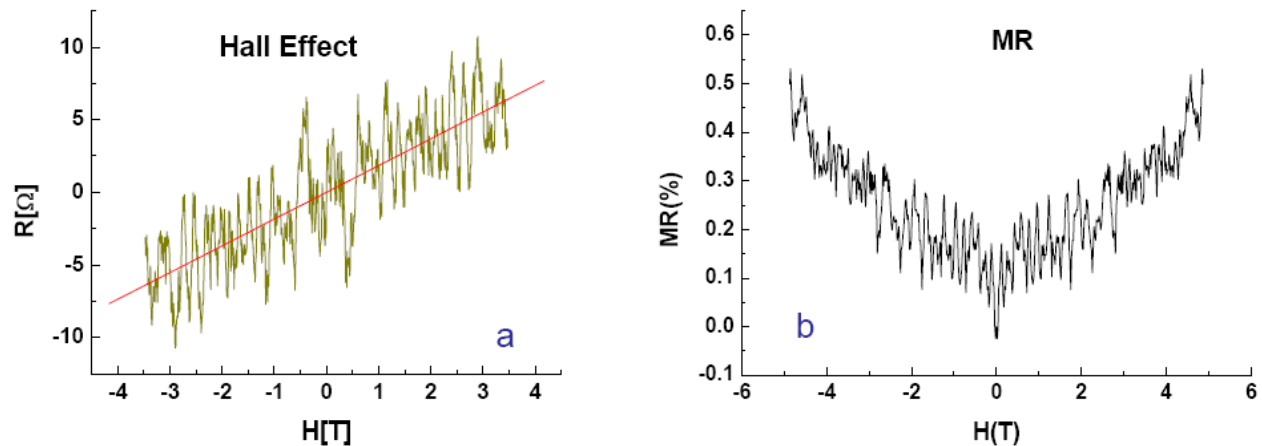 Hall Effect
R[Ω]
10
5
0
-5
-10
-4 -3 -2 -1 0 1 2 3 4
H[T]
a
MR
MR(%)
0.6
0.5
0.4
0.3
0.2
0.1
0.0
-0.1
-6 -4 -2 0 2 4 6
H(T)
b